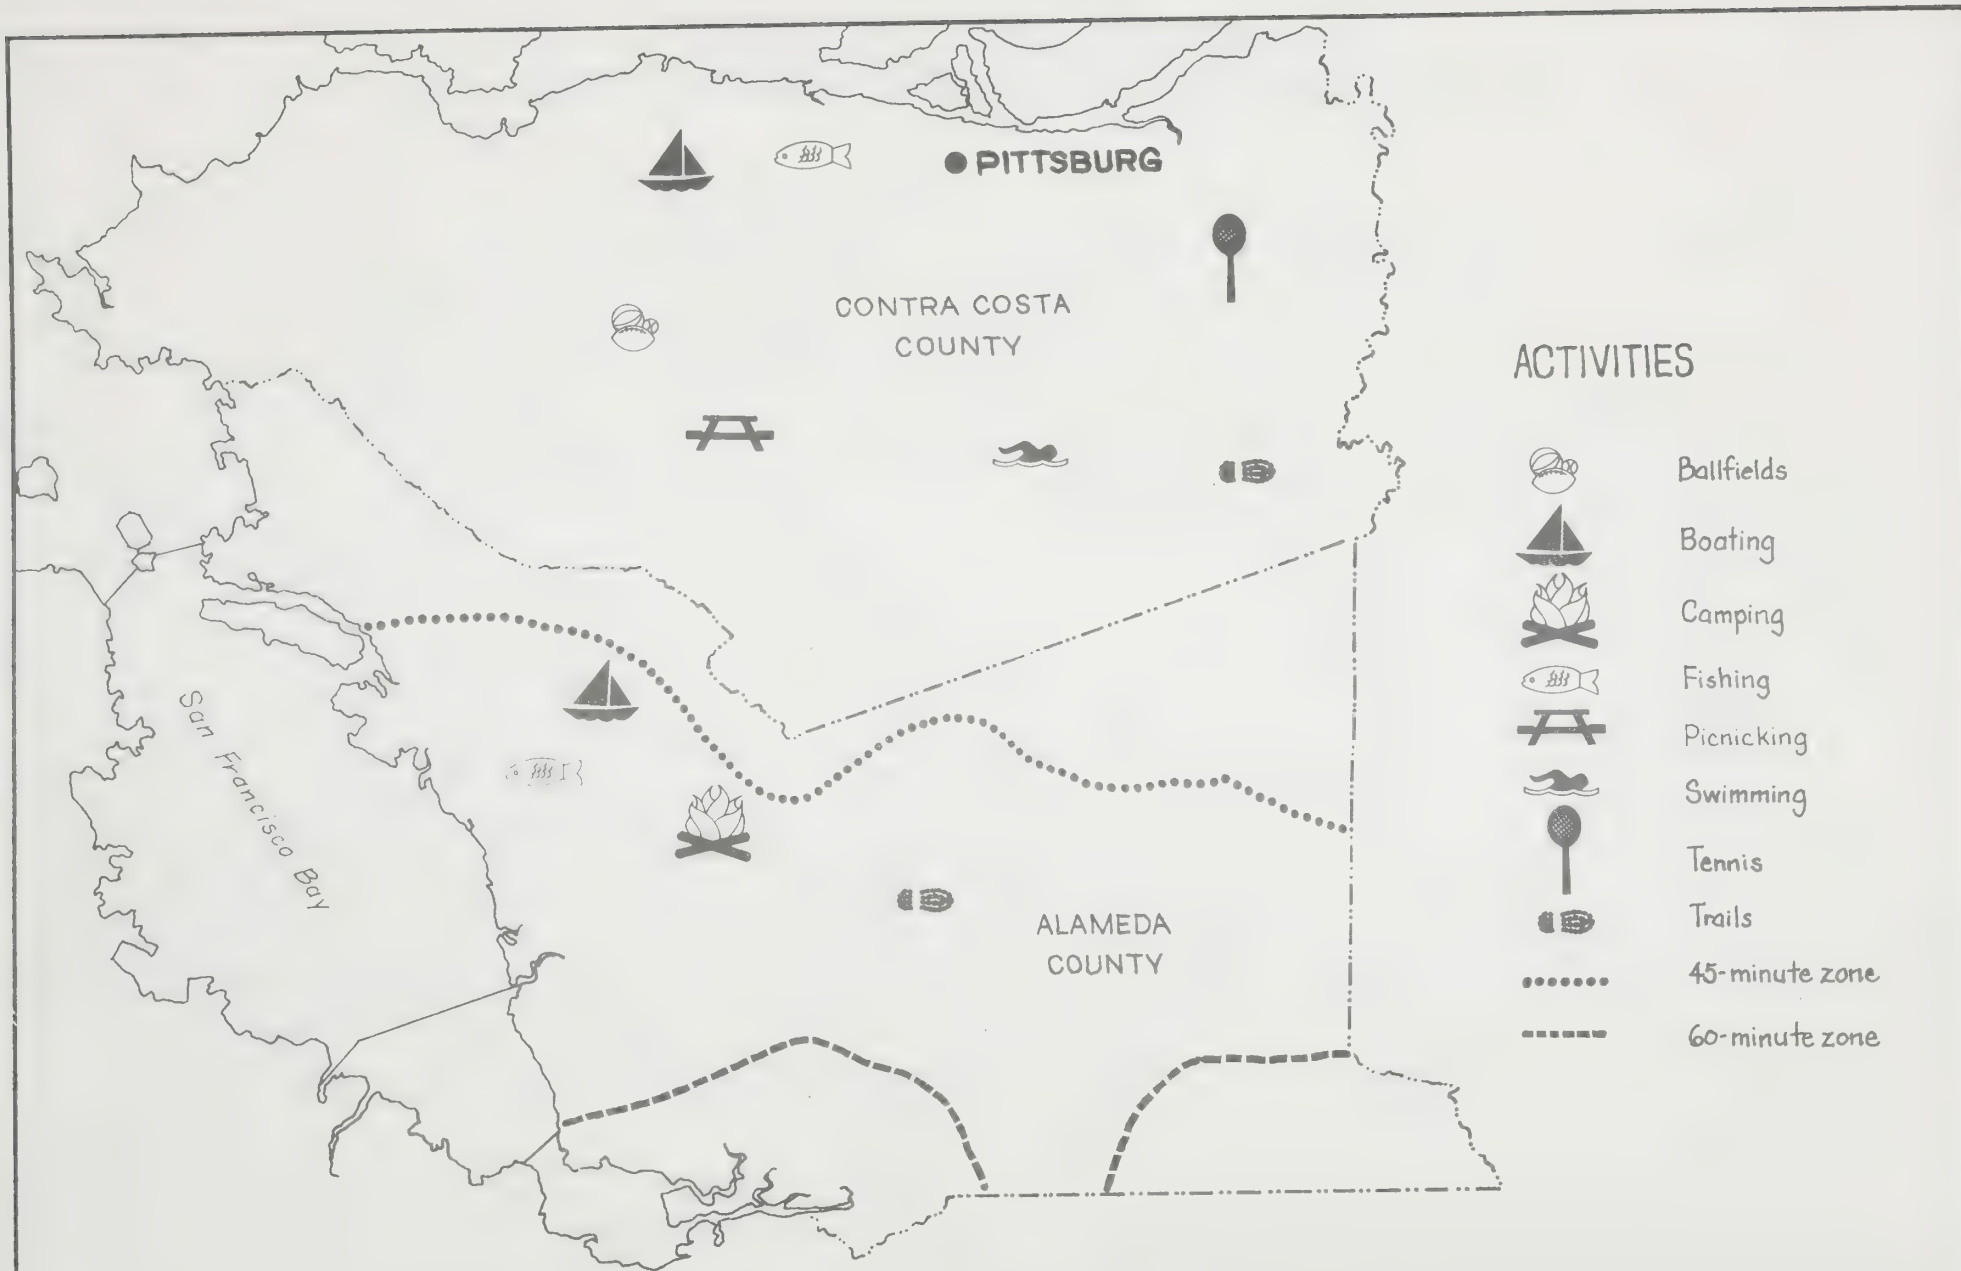 PITTSBURG
CONTRA COSTA
COUNTY
San Francisco Bay
ALAMEDA
COUNTY
ACTIVITIES
Ballfields
Boating
Camping
Fishing
Picnicking
Swimming
Tennis
Trails
45-minute zone
60-minute zone